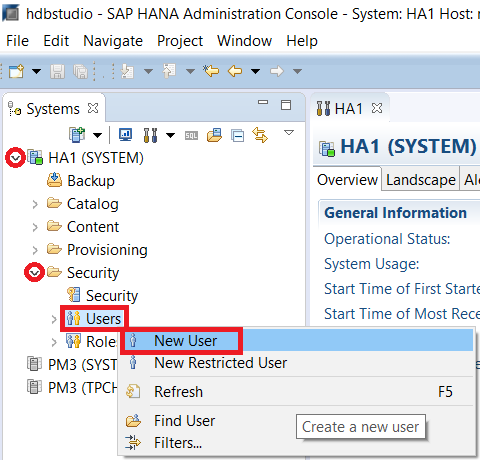 hdbstudio - SAP HANA Administration Console - System: HA1 Host:
File Edit Navigate Project Window Help
Systems
HA1
HA1 (SYSTEM)
SQL
HA1 (SYSTEM)
Backup
Catalog
Content
Provisioning
Security
Security
Users
Role
PM3 (SYST
PM3 (TPCH
Overview Landscape Al
General Information
Operational Status:
System Usage:
Start Time of First Starte
Start Time of Most Rece
New User
New Restricted User
Refresh F5
Find User
Filters...
Create a new user